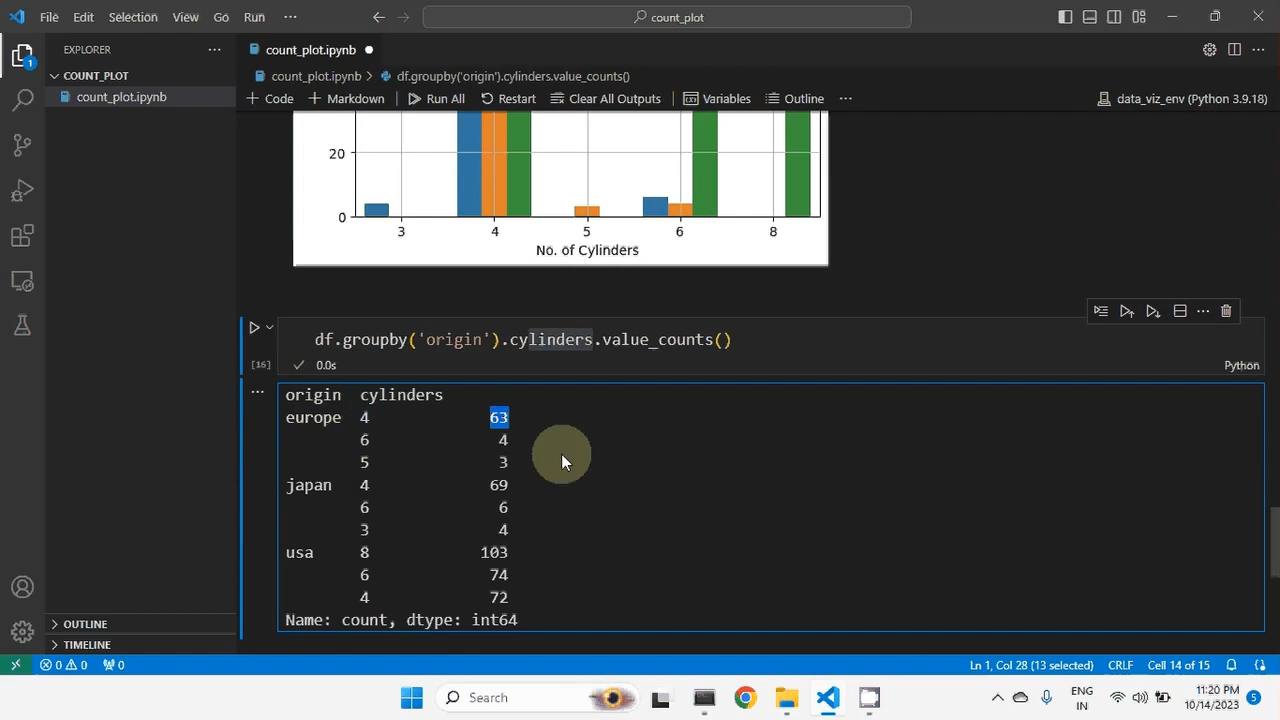 File Edit Selection View Go Run ··· count_plot
EXPLORER ··· count_plot.ipynb
COUNT_PLOT count_plot.ipynb > df.groupby('origin').cylinders.value_counts()
count_plot.ipynb + Code + Markdown Run All Restart Clear All Outputs Variables Outline ··· data_viz_env (Python 3.9.18)
1
20
0
3 4 5 6 8
No. of Cylinders
df.groupby('origin').cylinders.value_counts()
[16] 0.0s Python
origin cylinders
europe 4 63
6 4
5 3
japan 4 69
6 6
3 4
usa 8 103
6 74
4 72
Name: count, dtype: int64
OUTLINE
TIMELINE
0 0 0 Ln 1, Col 28 (13 selected) CRLF Cell 14 of 15
Search ENG IN 11:20 PM 10/14/2023 5